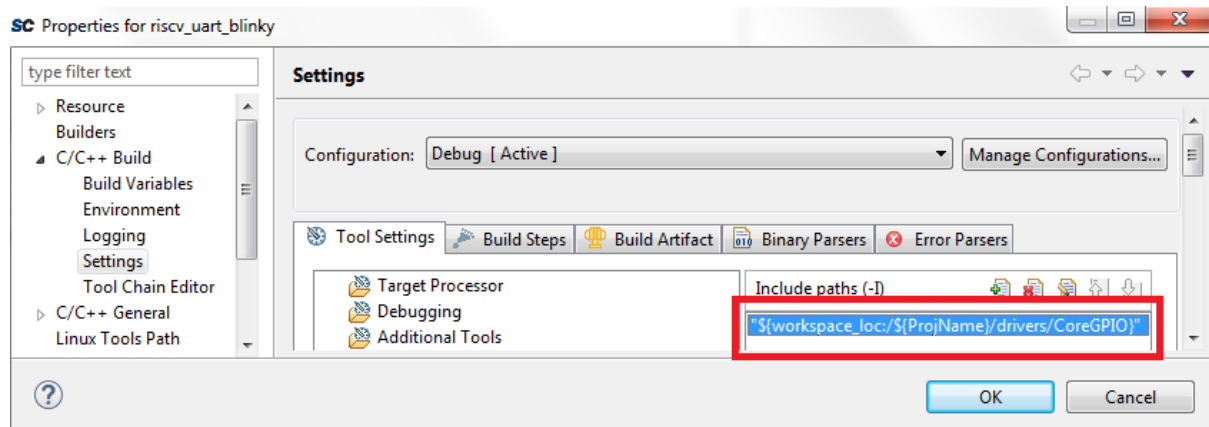 SC Properties for riscv_uart_blinky
type filter text
Resource
Builders
C/C++ Build
Build Variables
Environment
Logging
Settings
Tool Chain Editor
C/C++ General
Linux Tools Path
Settings
Configuration: Debug [ Active ] Manage Configurations...
Tool Settings Build Steps Build Artifact Binary Parsers Error Parsers
Target Processor
Debugging
Additional Tools
Include paths (-I)
"${workspace_loc:/${ProjName}/drivers/CoreGPIO}"
OK Cancel